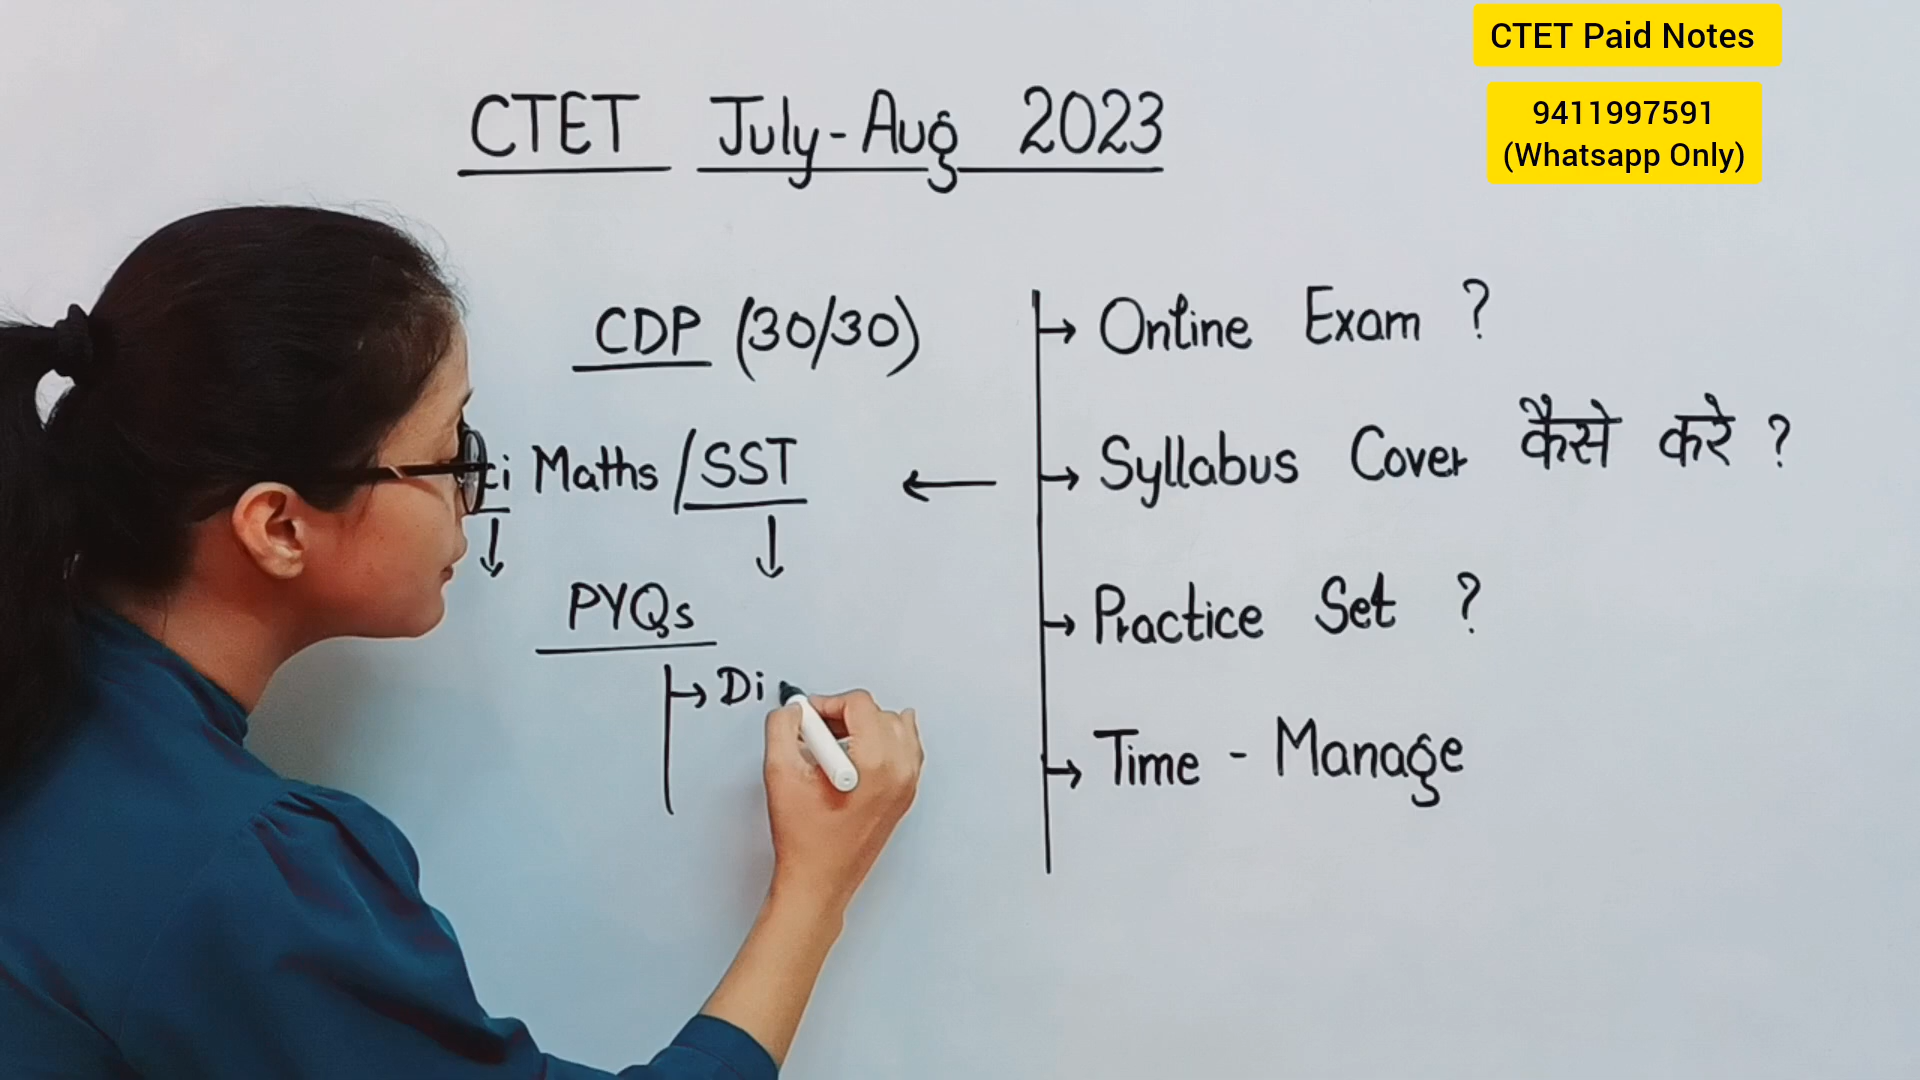 CTET Paid Notes
9411997591
(Whatsapp Only)
CTET July-Aug 2023
CDP (30/30)
Maths / SST
PYQs
→ Di
→ Online Exam ?
→ Syllabus Cover कैसे करे ?
→ Practice Set ?
→ Time - Manage